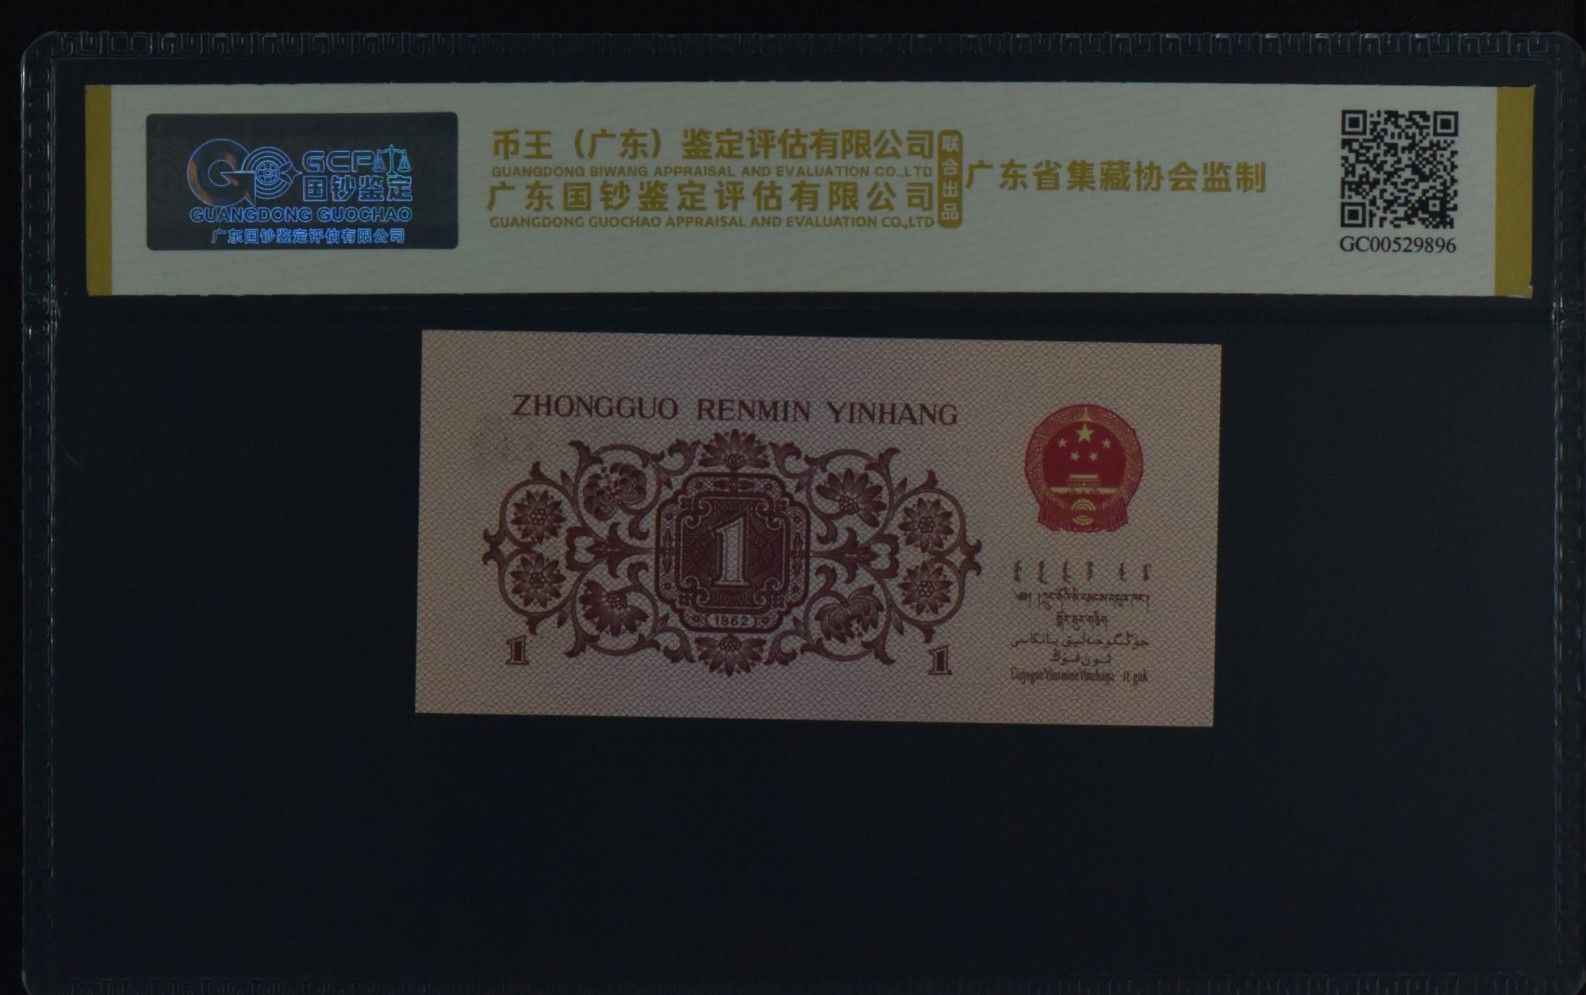 GCPJ
国钞鉴定
GUANGDONG GUOCHAO
广东国钞鉴定评估有限公司
币王（广东）鉴定评估有限公司
GUANGDONG BIWANG APPRAISAL AND EVALUATION CO.,LTD
广东国钞鉴定评估有限公司
GUANGDONG GUOCHAO APPRAISAL AND EVALUATION CO.,LTD
联合出品
广东省集藏协会监制
GC00529896
ZHONGGUO RENMIN YINHANG
1
1962
1
1
جۇڭگو خەلىق بانكاسى